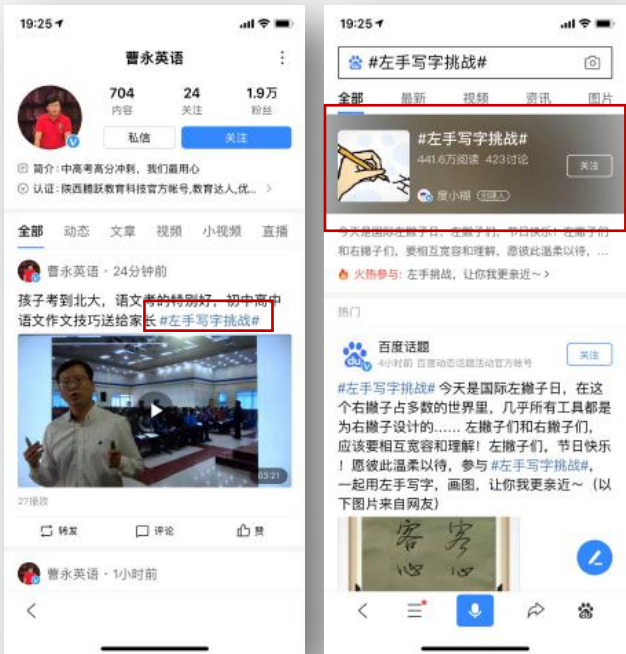 19:25
曹永英语
704
24
1.9万
内容
关注
粉丝
私信
关注
简介:中高考高分冲刺，我们最用心
认证:陕西腾跃教育科技官方帐号,教育达人,优...
全部 动态 文章 视频 小视频 直播
曹永英语 · 24分钟前
孩子考到北大，语文考的特别好，初中高中
语文作文技巧送给家长 #左手写字挑战#
03:21
27播放
转发 评论 赞
曹永英语 · 1小时前
19:25
#左手写字挑战#
全部 最新 视频 资讯 图片
#左手写字挑战#
441.6万阅读 423讨论
关注
度小糊
今天是国际左撇子日，左撇子们，节日快乐！左撇子们
和右撇子们，要相互宽容和理解，愿彼此温柔以待，...
火热参与: 左手挑战，让你我更亲近～
热门
百度话题
4小时前 百度动态话题活动官方帐号
关注
#左手写字挑战# 今天是国际左撇子日，在这
个右撇子占多数的世界里，几乎所有工具都是
为右撇子设计的...... 左撇子们和右撇子们，
应该要相互宽容和理解！左撇子们，节日快乐
！愿彼此温柔以待，参与 #左手写字挑战#，
一起用左手写字，画图，让你我更亲近～（以
下图片来自网友）
du